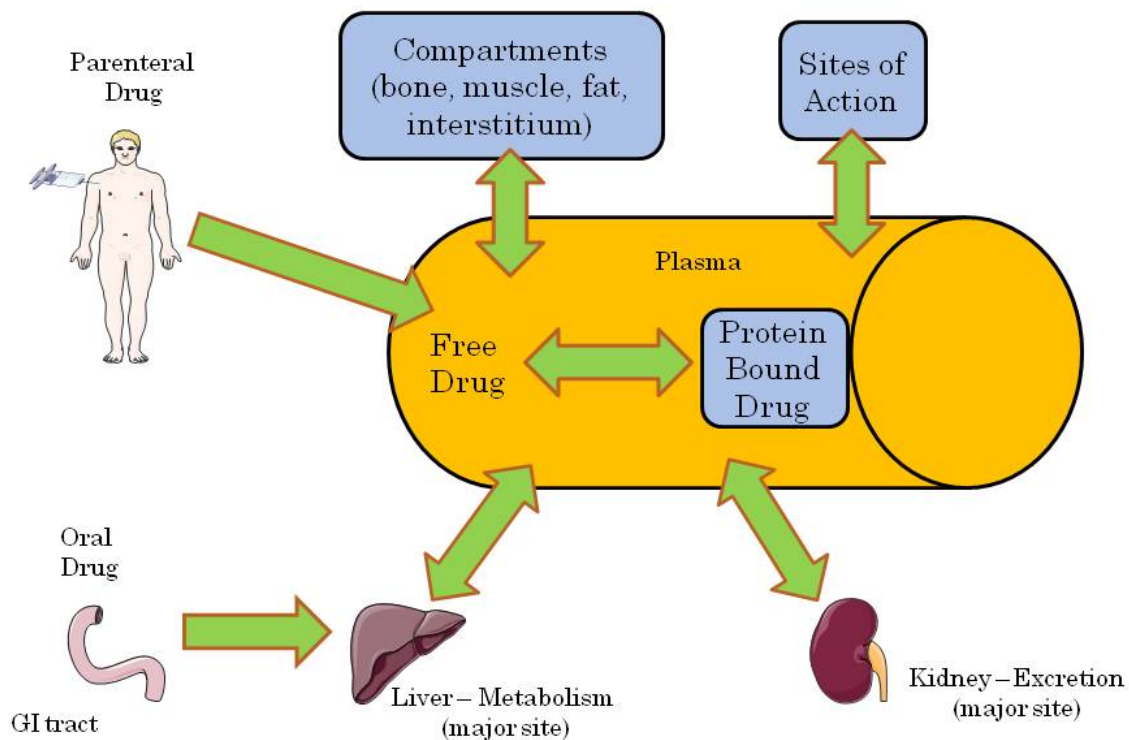 Parenteral
Drug
Compartments
(bone, muscle, fat,
interstitium)
Sites of
Action
Plasma
Free
Drug
Protein
Bound
Drug
Oral
Drug
GI tract
Liver – Metabolism
(major site)
Kidney – Excretion
(major site)